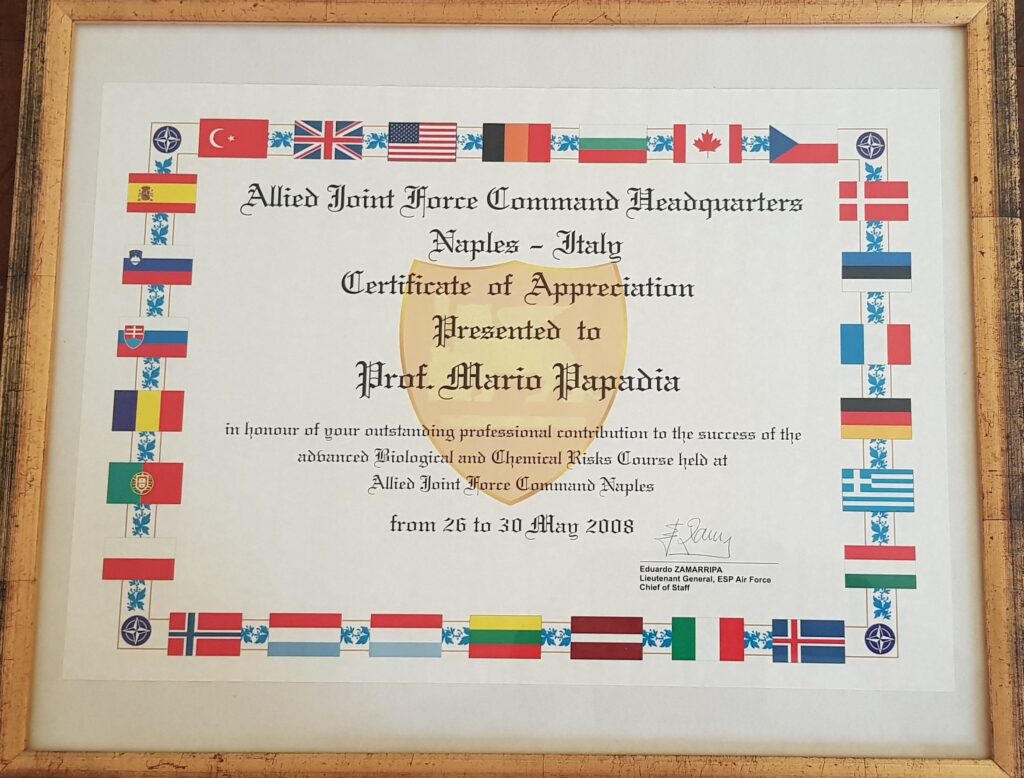 Allied Joint Force Command Headquarters
Naples - Italy
Certificate of Appreciation
Presented to
Prof. Mario Papadia
in honour of your outstanding professional contribution to the success of the
advanced Biological and Chemical Risks Course held at
Allied Joint Force Command Naples
from 26 to 30 May 2008
Eduardo ZAMARRIPA
Lieutenant General, ESP Air Force
Chief of Staff